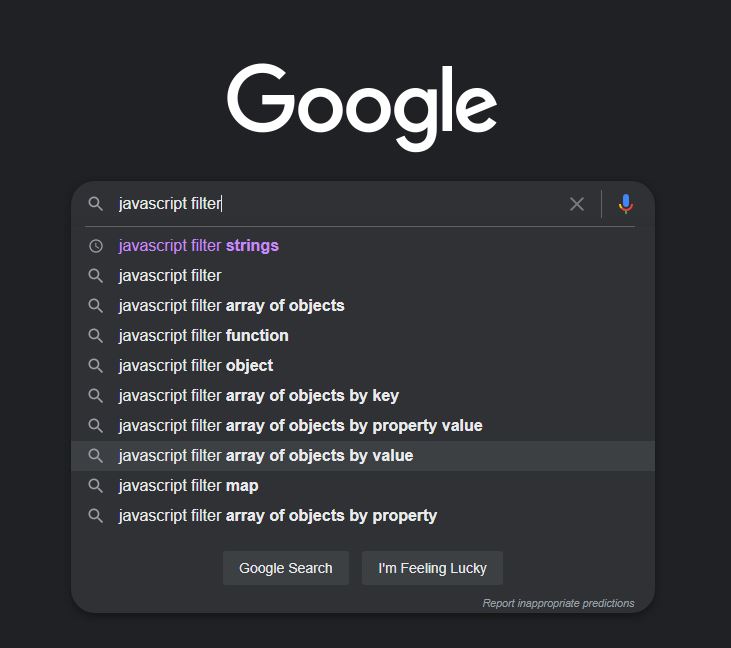 Google
javascript filter
javascript filter strings
javascript filter
javascript filter array of objects
javascript filter function
javascript filter object
javascript filter array of objects by key
javascript filter array of objects by property value
javascript filter array of objects by value
javascript filter map
javascript filter array of objects by property
Google Search I'm Feeling Lucky
Report inappropriate predictions